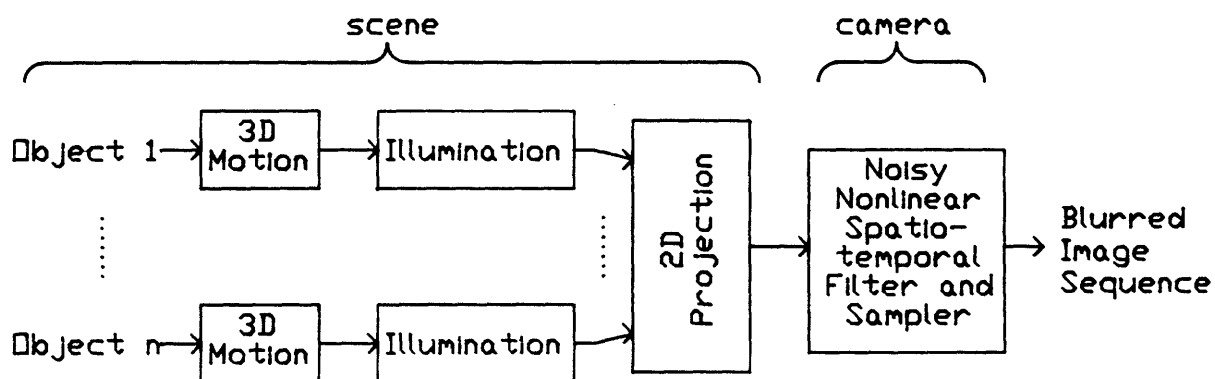 scene
camera
Object 1
3D
Motion
Illumination
2D
Projection
Noisy
Nonlinear
Spatio-
temporal
Filter and
Sampler
Blurred
Image
Sequence
Object n
3D
Motion
Illumination